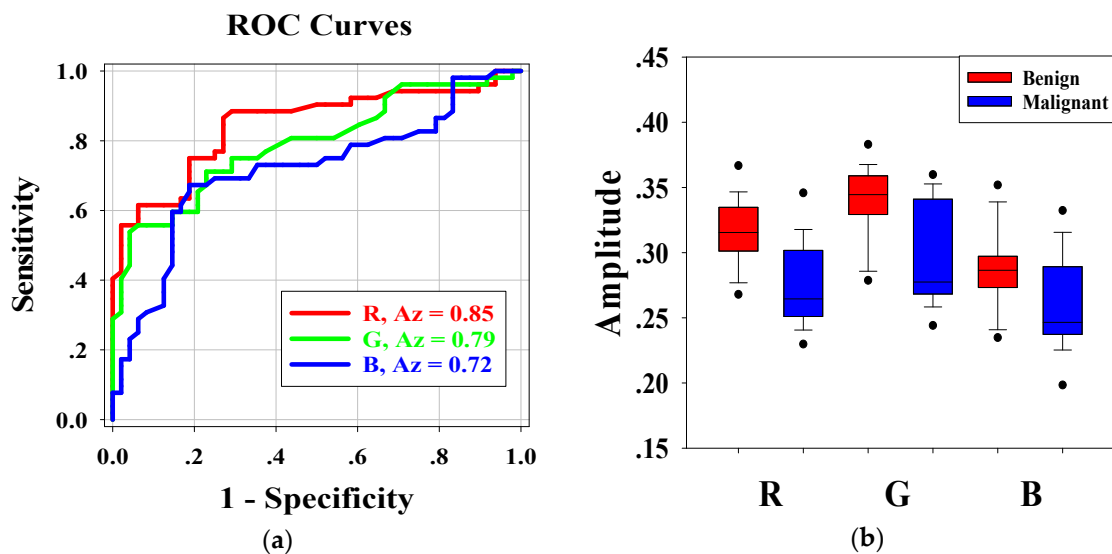 ROC Curves
1.0
.8
.6
.4
.2
0.0
Sensitivity
R, Az = 0.85
G, Az = 0.79
B, Az = 0.72
0.0 .2 .4 .6 .8 1.0
1 - Specificity
(a)
.45
.40
.35
.30
.25
.20
.15
Amplitude
Benign
Malignant
R G B
(b)